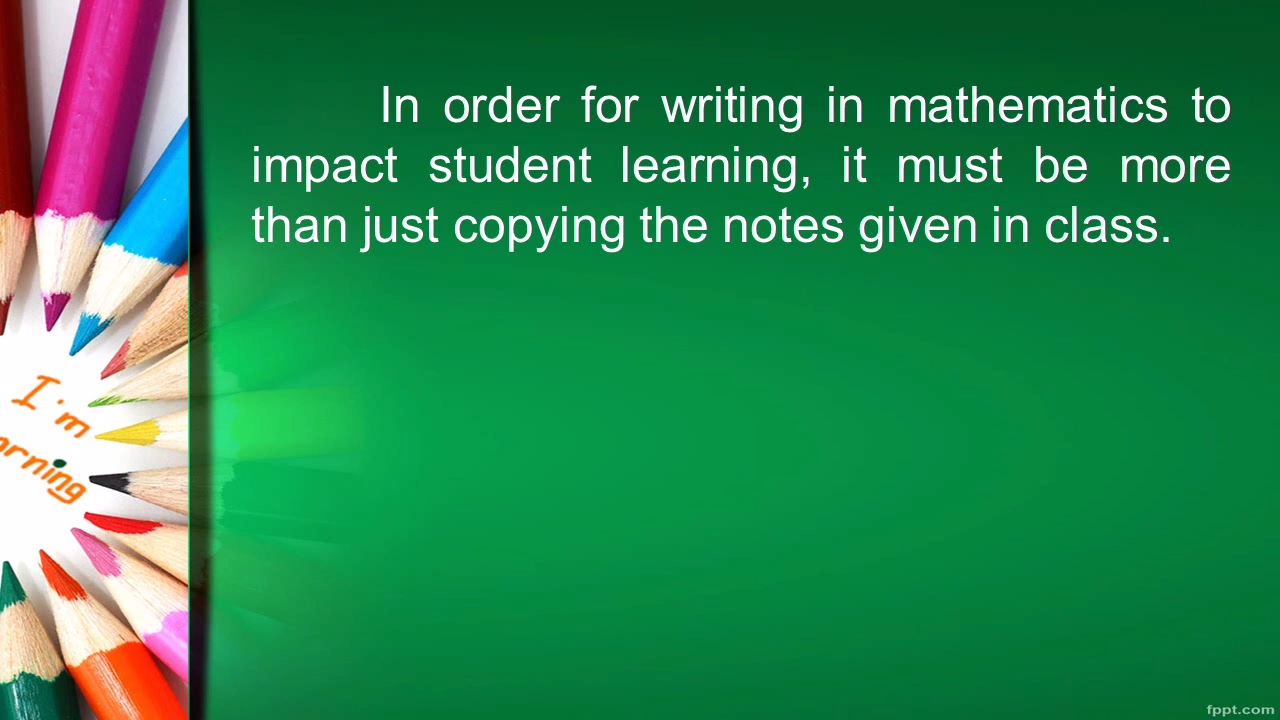 In order for writing in mathematics to
impact student learning, it must be more
than just copying the notes given in class.
I'm
rning
fppt.com